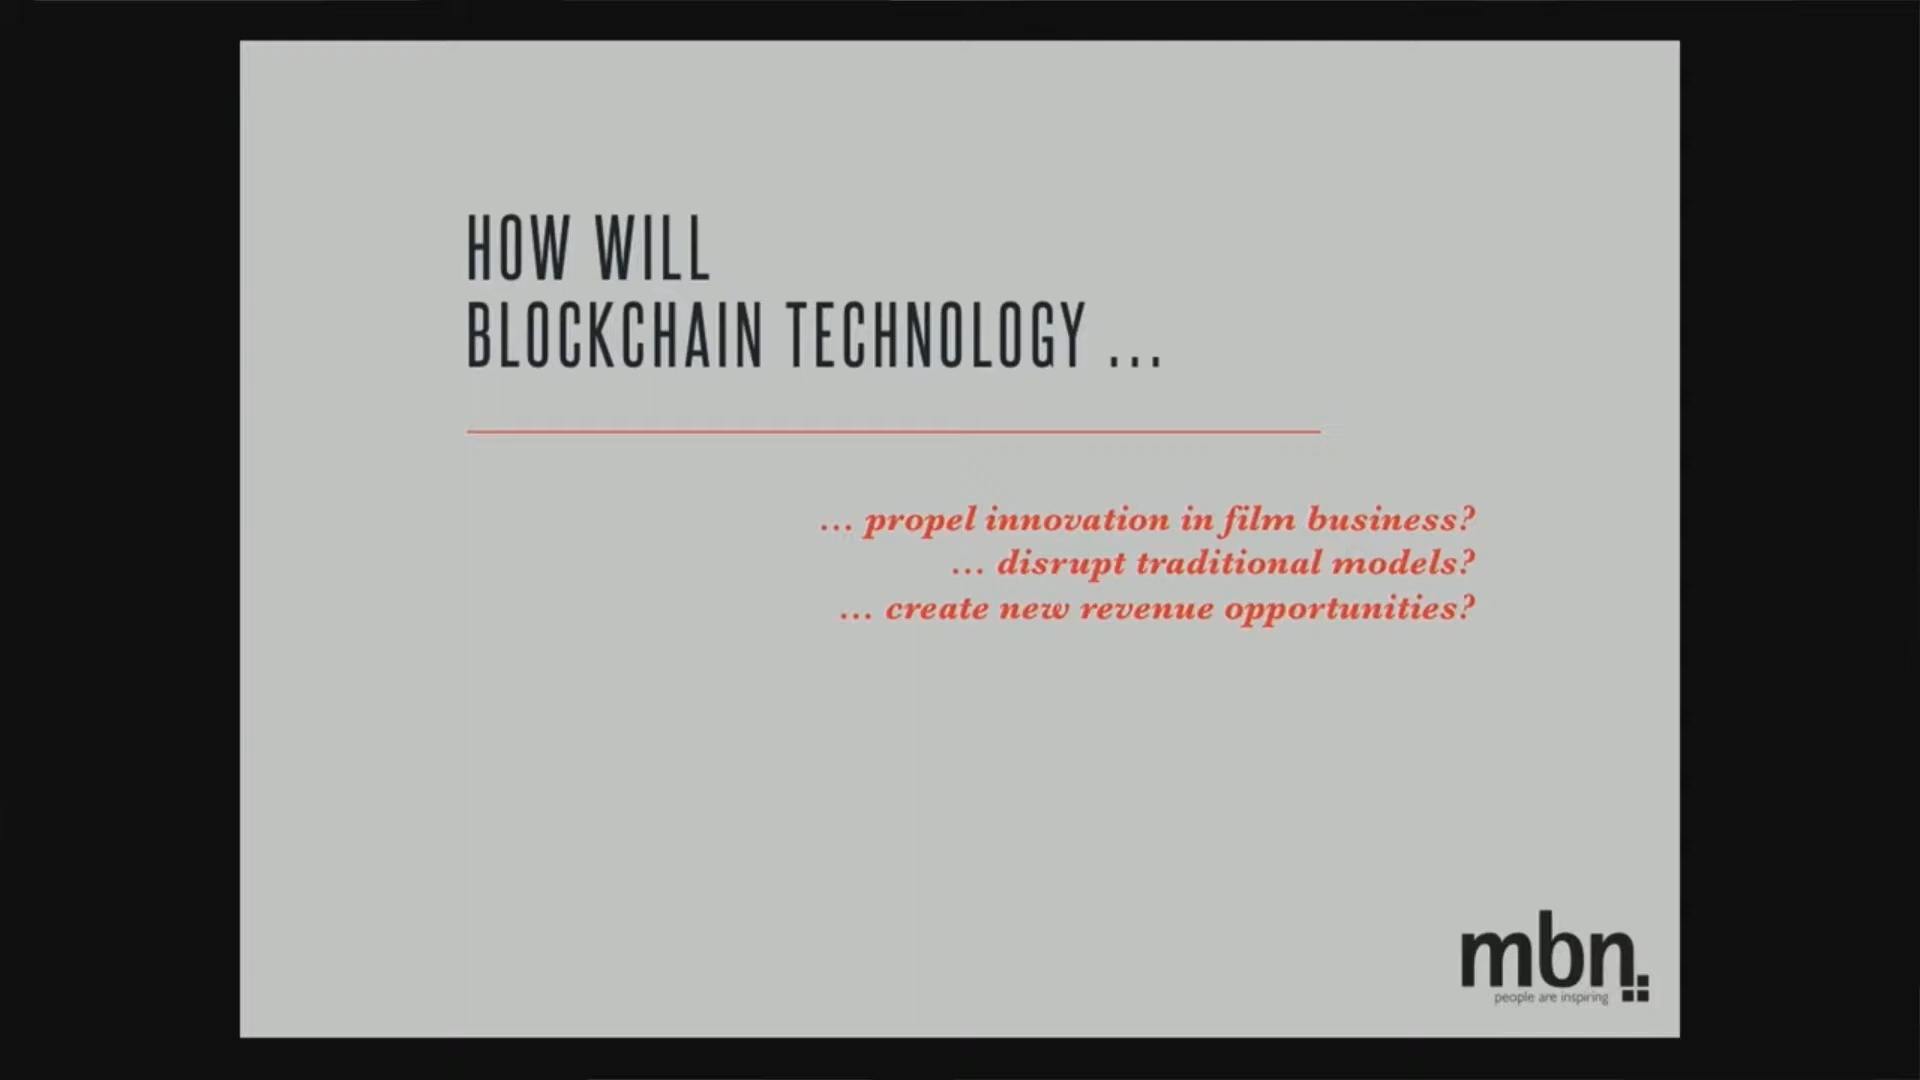 HOW WILL
BLOCKCHAIN TECHNOLOGY ...
... propel innovation in film business?
... disrupt traditional models?
... create new revenue opportunities?
mbn
people are inspiring